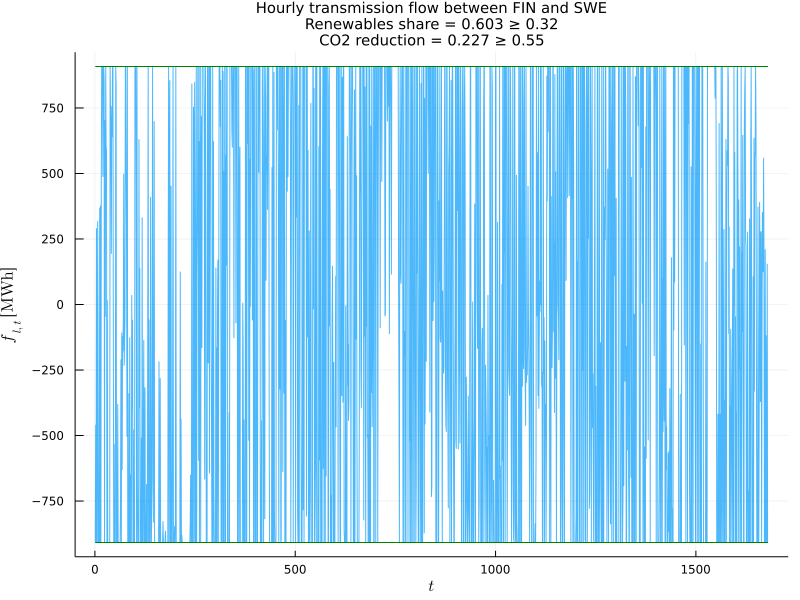 Hourly transmission flow between FIN and SWE
Renewables share = 0.603 ≥ 0.32
CO2 reduction = 0.227 ≥ 0.55
750
500
250
0
−250
−500
−750
f_{l,t} [MWh]
0 500 1000 1500
t